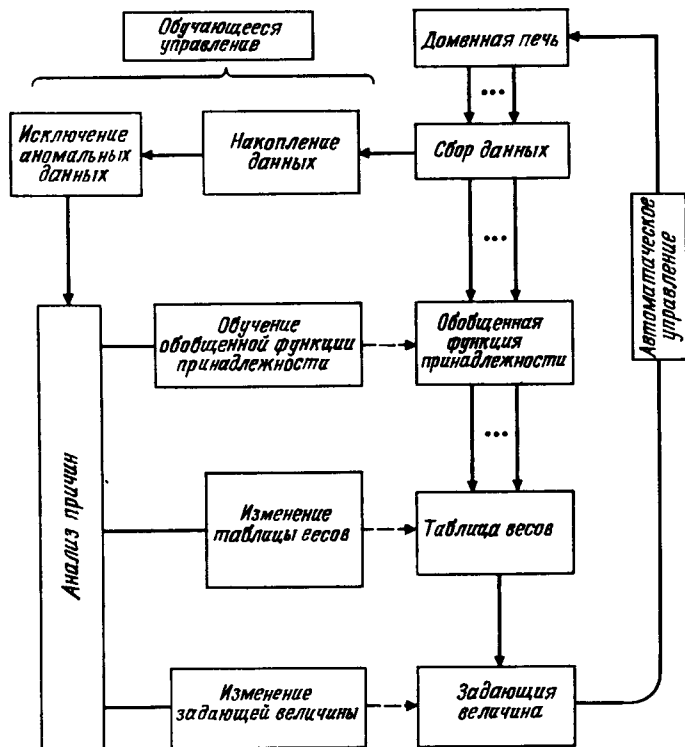 Обучающееся
управление
Доменная печь
Исключение
аномальных
данных
Накопление
данных
Сбор данных
Автоматическое
управление
Обучение
обобщенной функции
принадлежности
Обобщенная
функция
принадлежности
Анализ причин
Изменение
таблицы весов
Таблица весов
Изменение
задающей величины
Задающия
величина